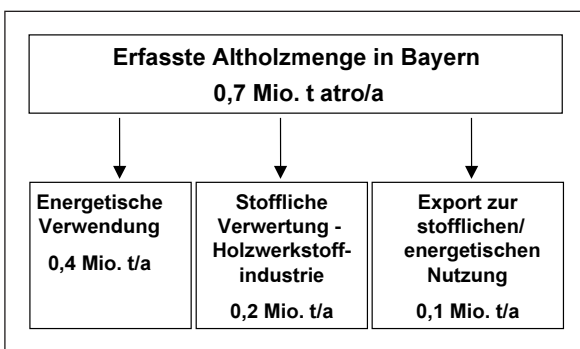 Erfasste Altholzmenge in Bayern
0,7 Mio. t atro/a
Energetische
Verwendung
0,4 Mio. t/a
Stoffliche
Verwertung -
Holzwerkstoff-
industrie
0,2 Mio. t/a
Export zur
stofflichen/
energetischen
Nutzung
0,1 Mio. t/a